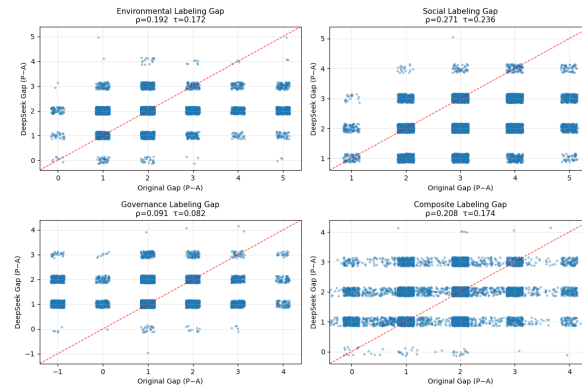 Environmental Labeling Gap
ρ=0.192 τ=0.172
DeepSeek Gap (P−A)
5
4
3
2
1
0
0 1 2 3 4 5
Original Gap (P−A)
Social Labeling Gap
ρ=0.271 τ=0.236
DeepSeek Gap (P−A)
5
4
3
2
1
1 2 3 4 5
Original Gap (P−A)
Governance Labeling Gap
ρ=0.091 τ=0.082
DeepSeek Gap (P−A)
4
3
2
1
0
−1
−1 0 1 2 3 4
Original Gap (P−A)
Composite Labeling Gap
ρ=0.208 τ=0.174
DeepSeek Gap (P−A)
4
3
2
1
0
0 1 2 3 4
Original Gap (P−A)